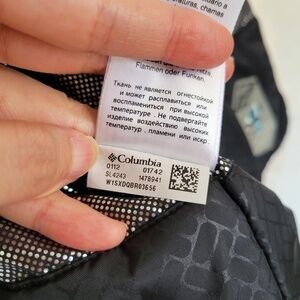 Flammen oder Funken.
Ткань не является огнестойкой
и может расплавиться или
воспламениться при высокой
температуре . Не подвергайте
изделие воздействию высоких
температур , пламени или искр.
Columbia
0112 01742
SL4243 1478941
W1SXDQBR03656